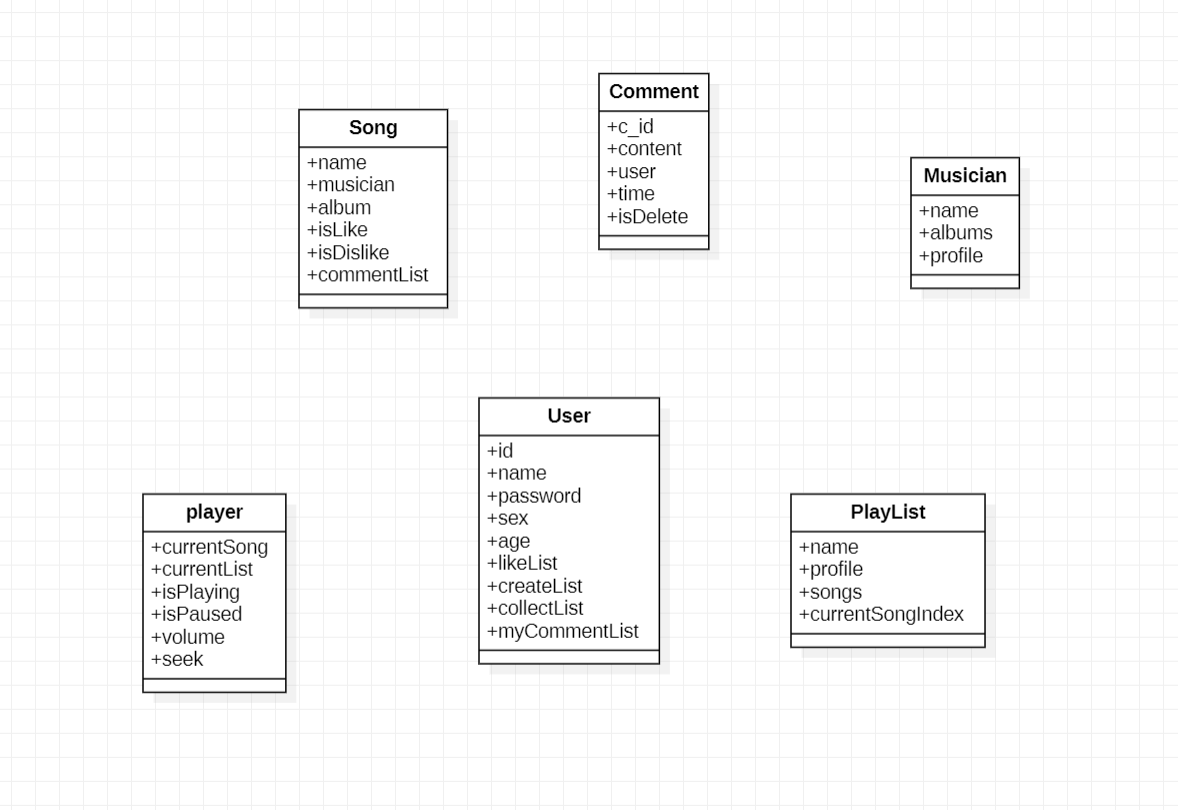 Song
+name
+musician
+album
+isLike
+isDislike
+commentList
Comment
+c_id
+content
+user
+time
+isDelete
Musician
+name
+albums
+profile
player
+currentSong
+currentList
+isPlaying
+isPaused
+volume
+seek
User
+id
+name
+password
+sex
+age
+likeList
+createList
+collectList
+myCommentList
PlayList
+name
+profile
+songs
+currentSongIndex